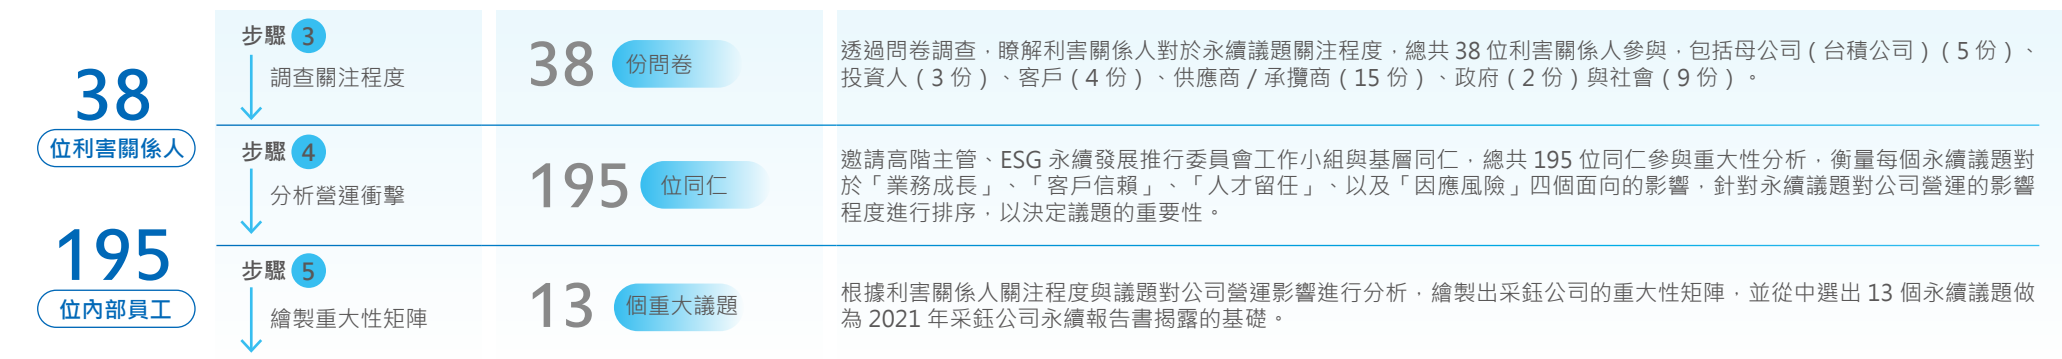 38
位利害關係人
195
位內部員工
步驟 3
調查關注程度
38 份問卷
透過問卷調查，瞭解利害關係人對於永續議題關注程度，總共 38 位利害關係人參與，包括母公司 ( 台積公司 ) ( 5 份 ) 、
投資人 ( 3 份 ) 、客戶 ( 4 份 ) 、供應商 / 承攬商 ( 15 份 ) 、政府 ( 2 份 ) 與社會 ( 9 份 ) 。
步驟 4
分析營運衝擊
195 位同仁
邀請高階主管、ESG 永續發展推行委員會工作小組與基層同仁，總共 195 位同仁參與重大性分析，衡量每個永續議題對
於「業務成長」、「客戶信賴」、「人才留任」、以及「因應風險」四個面向的影響，針對永續議題對公司營運的影響
程度進行排序，以決定議題的重要性。
步驟 5
繪製重大性矩陣
13 個重大議題
根據利害關係人關注程度與議題對公司營運影響進行分析，繪製出采鈺公司的重大性矩陣，並從中選出 13 個永續議題做
為 2021 年采鈺公司永續報告書揭露的基礎。